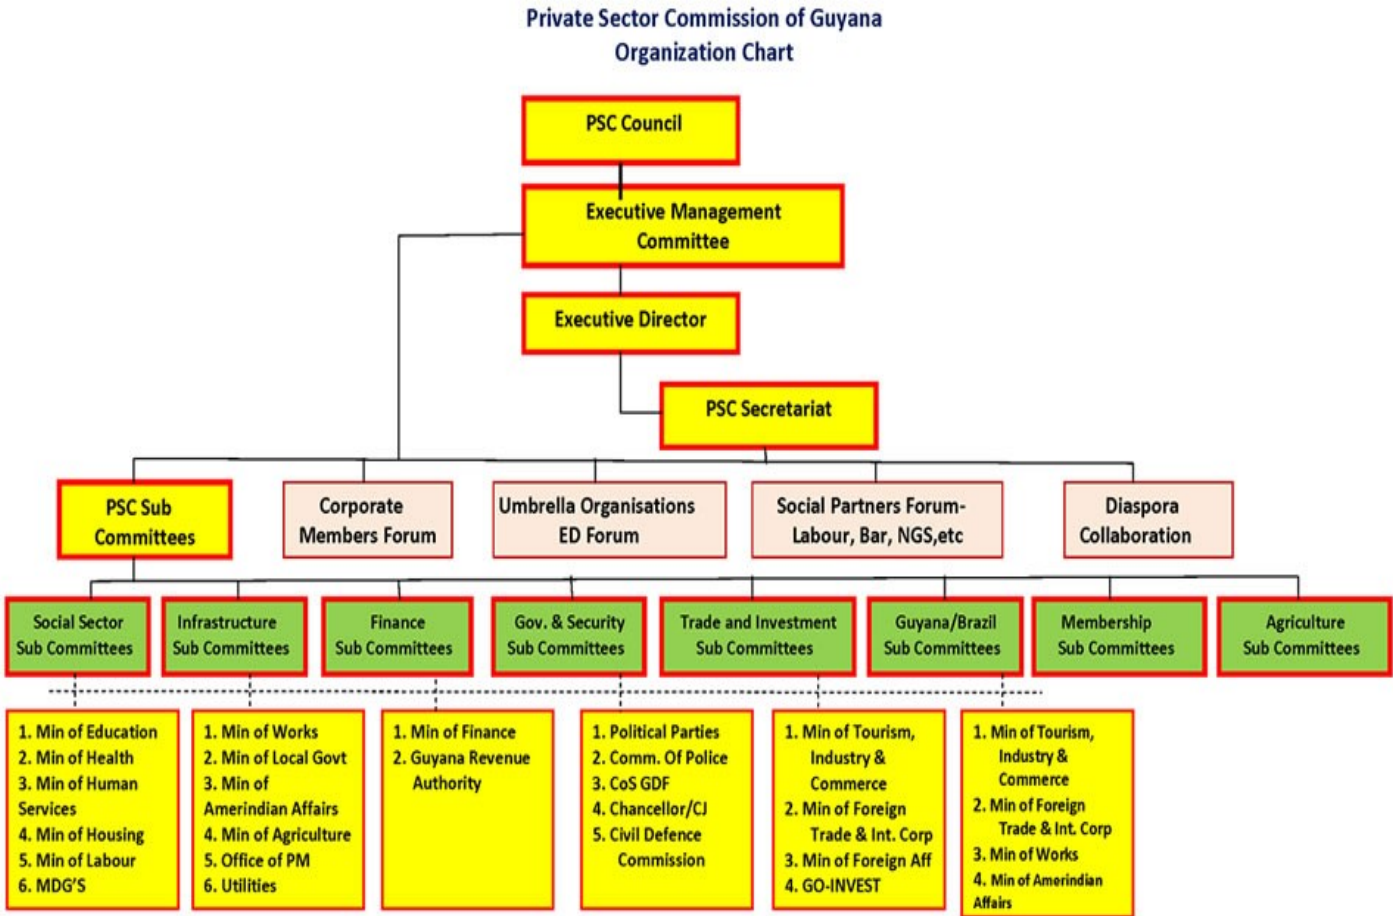 Private Sector Commission of Guyana
Organization Chart
PSC Council
Executive Management
Committee
Executive Director
PSC Secretariat
PSC Sub
Committees
Corporate
Members Forum
Umbrella Organisations
ED Forum
Social Partners Forum-
Labour, Bar, NGS,etc
Diaspora
Collaboration
Social Sector
Sub Committees
Infrastructure
Sub Committees
Finance
Sub Committees
Gov. & Security
Sub Committees
Trade and Investment
Sub Committees
Guyana/Brazil
Sub Committees
Membership
Sub Committees
Agriculture
Sub Committees
1. Min of Education
2. Min of Health
3. Min of Human
Services
4. Min of Housing
5. Min of Labour
6. MDG'S
1. Min of Works
2. Min of Local Govt
3. Min of
Amerindian Affairs
4. Min of Agriculture
5. Office of PM
6. Utilities
1. Min of Finance
2. Guyana Revenue
Authority
1. Political Parties
2. Comm. Of Police
3. CoS GDF
4. Chancellor/CJ
5. Civil Defence
Commission
1. Min of Tourism,
Industry &
Commerce
2. Min of Foreign
Trade & Int. Corp
3. Min of Foreign Aff
4. GO-INVEST
1. Min of Tourism,
Industry &
Commerce
2. Min of Foreign
Trade & Int. Corp
3. Min of Works
4. Min of Amerindian
Affairs